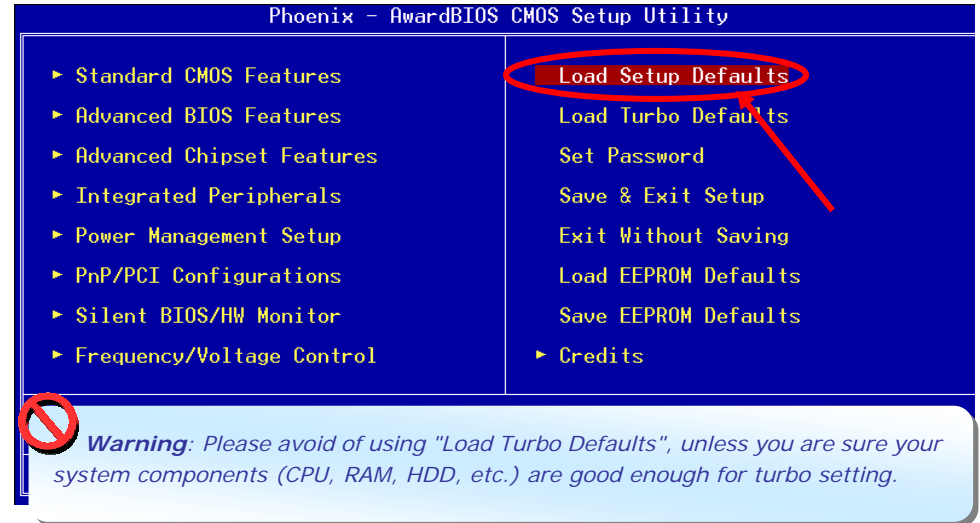 Phoenix - AwardBIOS CMOS Setup Utility
► Standard CMOS Features
► Advanced BIOS Features
► Advanced Chipset Features
► Integrated Peripherals
► Power Management Setup
► PnP/PCI Configurations
► Silent BIOS/HW Monitor
► Frequency/Voltage Control
Load Setup Defaults
Load Turbo Defaults
Set Password
Save & Exit Setup
Exit Without Saving
Load EEPROM Defaults
Save EEPROM Defaults
► Credits
Warning: Please avoid of using "Load Turbo Defaults", unless you are sure your
system components (CPU, RAM, HDD, etc.) are good enough for turbo setting.